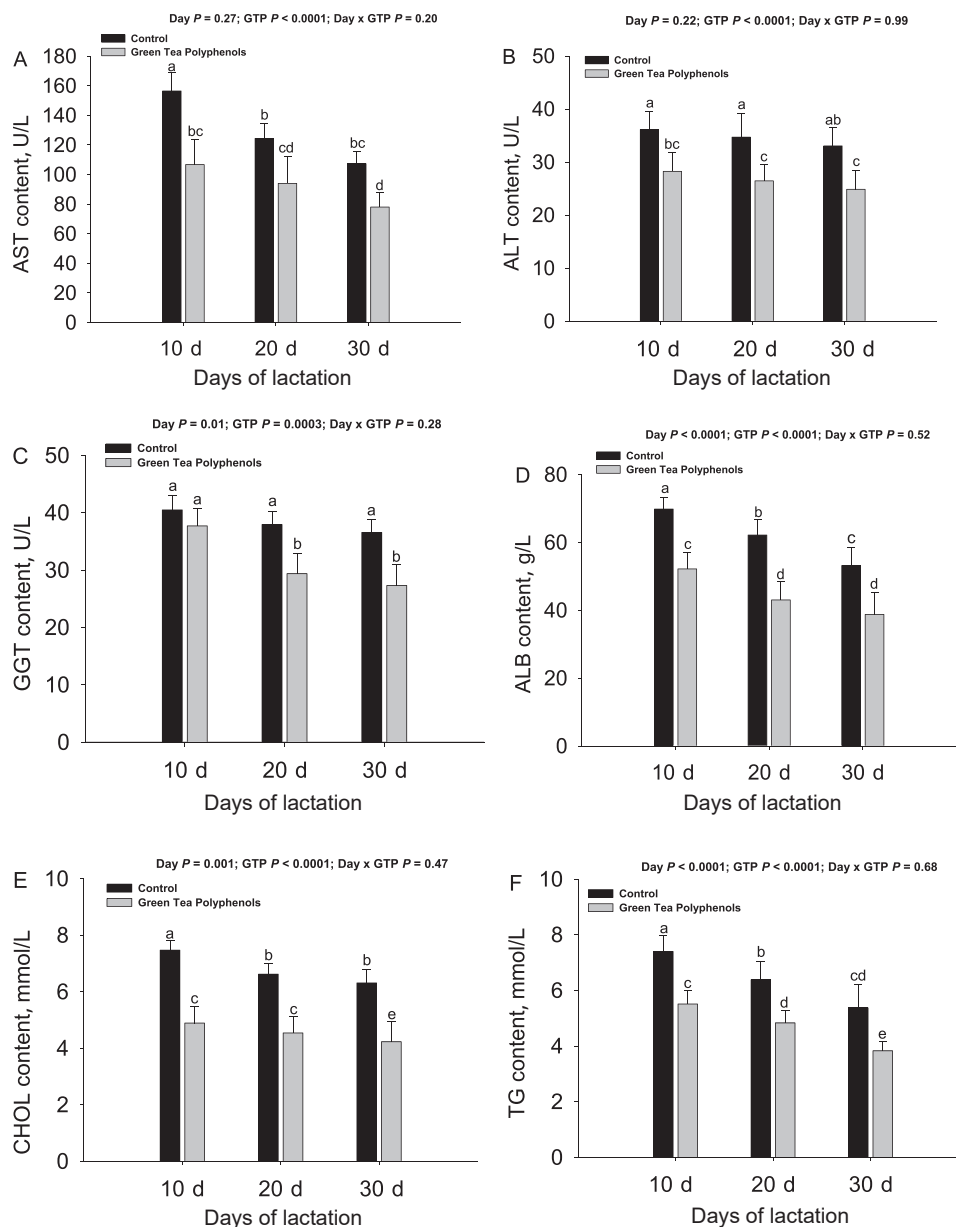 Day P = 0.27; GTP P < 0.0001; Day x GTP P = 0.20
A
Control
Green Tea Polyphenols
180
160
140
120
100
80
60
40
20
0
AST content, U/L
a
bc
b
cd
bc
d
10 d 20 d 30 d
Days of lactation
Day P = 0.22; GTP P < 0.0001; Day x GTP P = 0.99
B
Control
Green Tea Polyphenols
50
40
30
20
10
0
ALT content, U/L
a
bc
a
c
ab
c
10 d 20 d 30 d
Days of lactation
Day P = 0.01; GTP P = 0.0003; Day x GTP P = 0.28
C
Control
Green Tea Polyphenols
50
40
30
20
10
0
GGT content, U/L
a
a
a
b
a
b
10 d 20 d 30 d
Days of lactation
Day P < 0.0001; GTP P < 0.0001; Day x GTP P = 0.52
D
Control
Green Tea Polyphenols
80
60
40
20
0
ALB content, g/L
a
c
b
d
c
d
10 d 20 d 30 d
Days of lactation
Day P = 0.001; GTP P < 0.0001; Day x GTP P = 0.47
E
Control
Green Tea Polyphenols
10
8
6
4
2
0
CHOL content, mmol/L
a
c
b
c
b
e
10 d 20 d 30 d
Days of lactation
Day P < 0.0001; GTP P < 0.0001; Day x GTP P = 0.68
F
Control
Green Tea Polyphenols
10
8
6
4
2
0
TG content, mmol/L
a
c
b
d
cd
e
10 d 20 d 30 d
Days of lactation